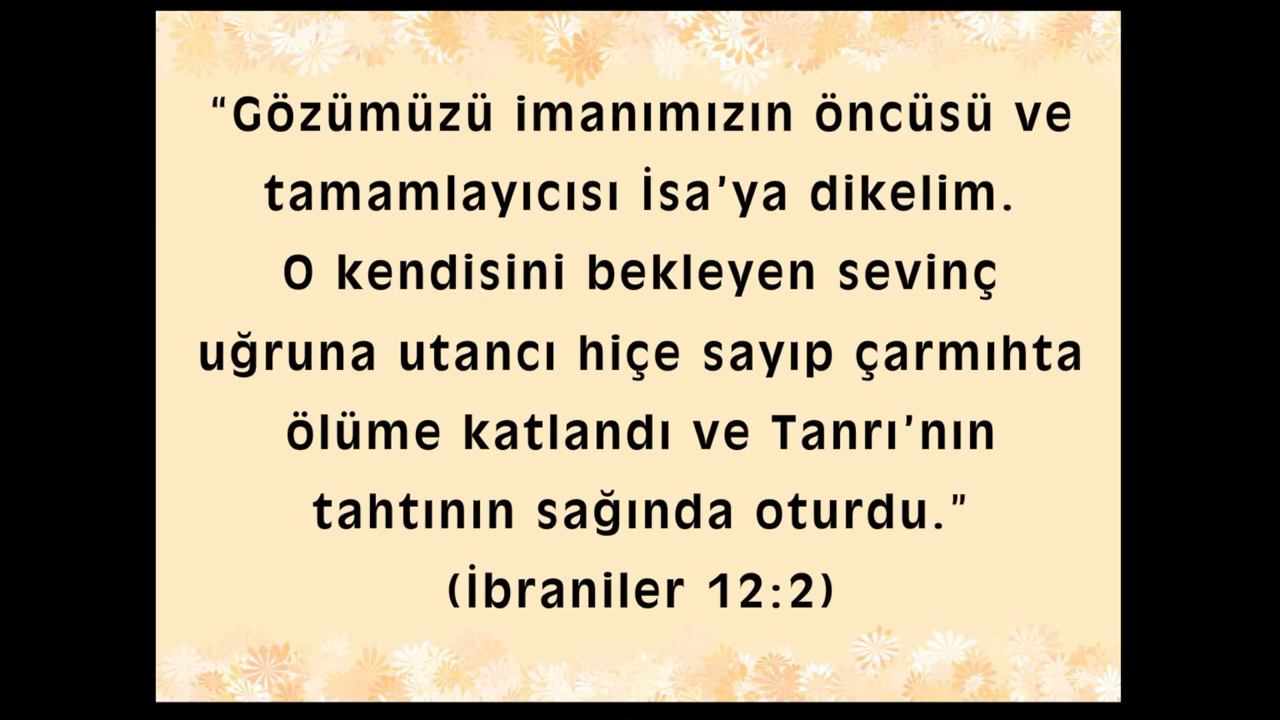 “Gözümüzü imanımızın öncüsü ve
tamamlayıcısı İsa’ya dikelim.
O kendisini bekleyen sevinç
uğruna utancı hiçe sayıp çarmıhta
ölüme katlandı ve Tanrı’nın
tahtının sağında oturdu.”
(İbraniler 12:2)